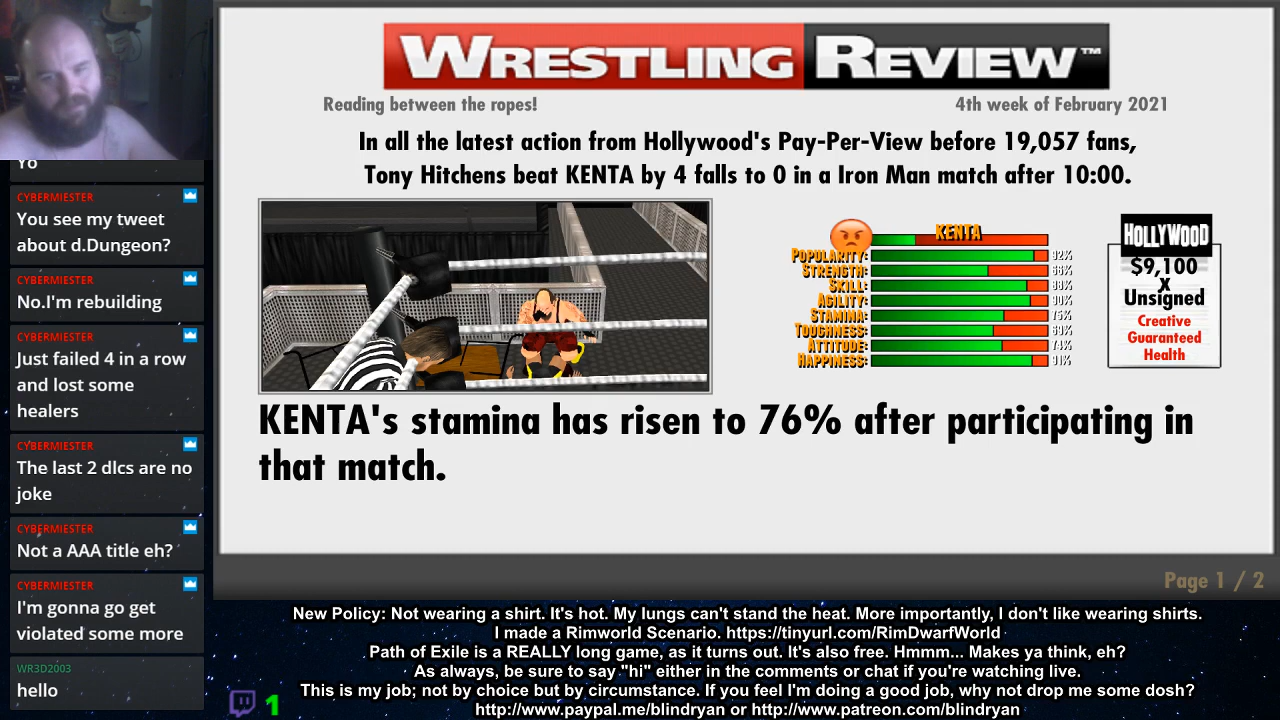 Yo
CYBERMIESTER
You see my tweet
about d.Dungeon?
CYBERMIESTER
No.I'm rebuilding
CYBERMIESTER
Just failed 4 in a row
and lost some
healers
CYBERMIESTER
The last 2 dlcs are no
joke
CYBERMIESTER
Not a AAA title eh?
CYBERMIESTER
I'm gonna go get
violated some more
WR3D2003
hello
WRESTLING REVIEW™
Reading between the ropes!
4th week of February 2021
In all the latest action from Hollywood's Pay-Per-View before 19,057 fans,
Tony Hitchens beat KENTA by 4 falls to 0 in a Iron Man match after 10:00.
KENTA
POPULARITY: 92%
STRENGTH: 66%
SKILL: 88%
AGILITY: 90%
STAMINA: 75%
TOUGHNESS: 69%
ATTITUDE: 74%
HAPPINESS: 91%
HOLLYWOOD
$9,100
X
Unsigned
Creative
Guaranteed
Health
KENTA's stamina has risen to 76% after participating in
that match.
Page 1 / 2
New Policy: Not wearing a shirt. It's hot. My lungs can't stand the heat. More importantly, I don't like wearing shirts.
I made a Rimworld Scenario. https://tinyurl.com/RimDwarfWorld
Path of Exile is a REALLY long game, as it turns out. It's also free. Hmmm... Makes ya think, eh?
As always, be sure to say "hi" either in the comments or chat if you're watching live.
This is my job; not by choice but by circumstance. If you feel I'm doing a good job, why not drop me some dosh?
http://www.paypal.me/blindryan or http://www.patreon.com/blindryan
1